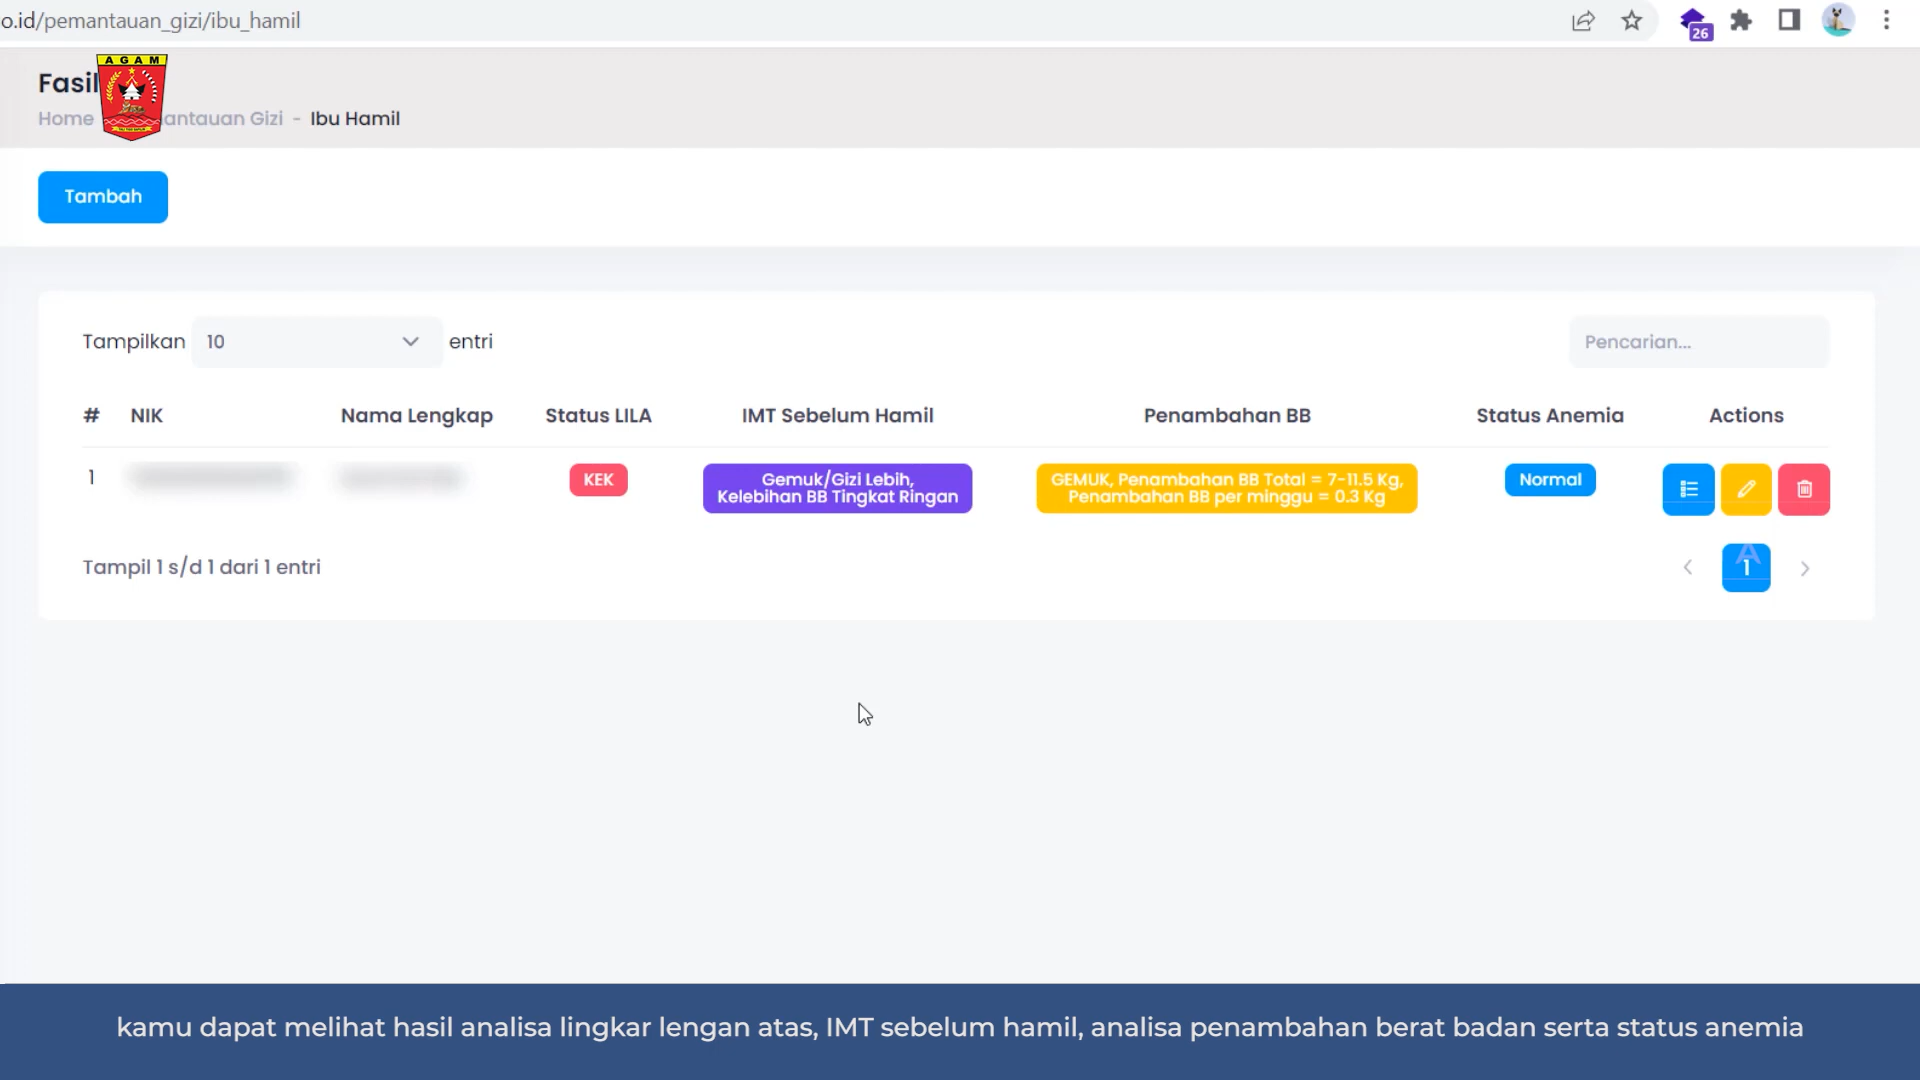 o.id/pemantauan_gizi/ibu_hamil
26
Fasil
AGAM
Home antauan Gizi - Ibu Hamil
Tambah
Tampilkan 10 entri
Pencarian...
# NIK Nama Lengkap Status LILA IMT Sebelum Hamil Penambahan BB Status Anemia Actions
1 KEK Gemuk/Gizi Lebih, GEMUK, Penambahan BB Total = 7-11.5 Kg, Normal
Kelebihan BB Tingkat Ringan Penambahan BB per minggu = 0.3 Kg
Tampil 1 s/d 1 dari 1 entri
1
kamu dapat melihat hasil analisa lingkar lengan atas, IMT sebelum hamil, analisa penambahan berat badan serta status anemia